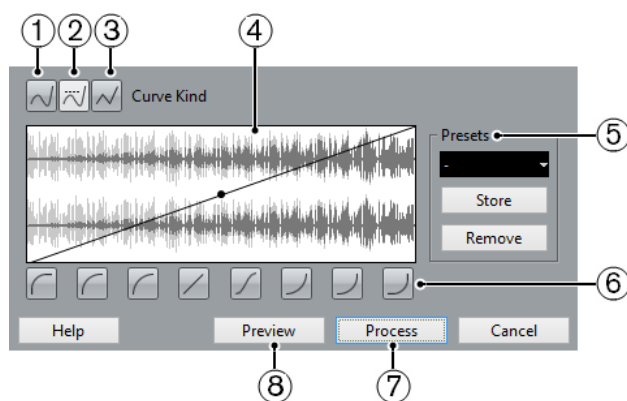 ① ② ③ ④
Curve Kind
Presets ⑤
-
Store
Remove
⑥
Help Preview Process Cancel
⑧ ⑦